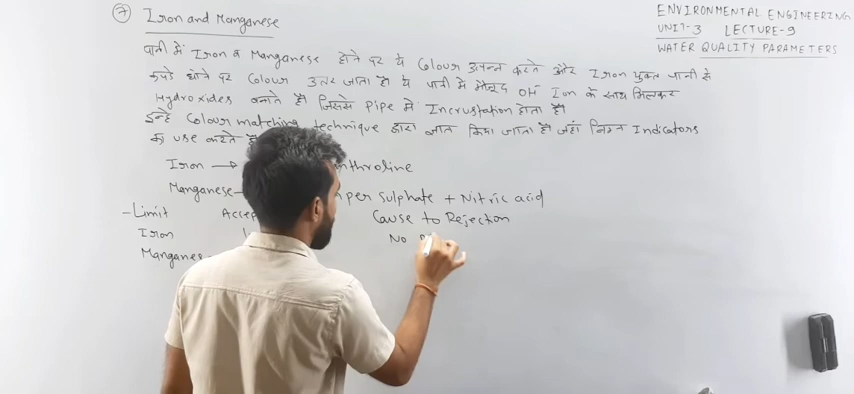 ENVIRONMENTAL ENGINEERING
UNIT-3 LECTURE-9
WATER QUALITY PARAMETERS
7 Iron and Manganese
पानी में Iron व Manganese होने पर ये Colour उत्पन्न करते और Iron युक्त पानी से
कपड़े धोने पर Colour उतर जाता है। ये पानी में मौजूद OH Ion के साथ मिलकर
Hydroxides बनाते हैं। जिससे Pipe में Incrustation होता है।
इन्हें Colour matching technique द्वारा ज्ञात किया जाता है। जहां निम्न Indicators
का use करते हैं
Iron → nthroline
Manganese → per Sulphate + Nitric acid
- Limit Accep Cause to Rejection
Iron No
Manganes